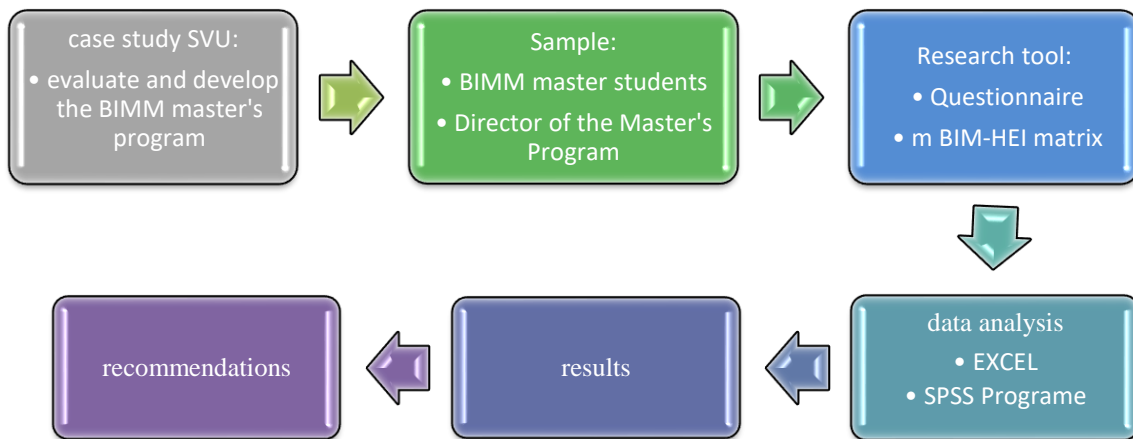 case study SVU:
• evaluate and develop
the BIMM master's
program
Sample:
• BIMM master students
• Director of the Master's
Program
Research tool:
• Questionnaire
• m BIM-HEI matrix
data analysis
• EXCEL
• SPSS Programe
results
recommendations